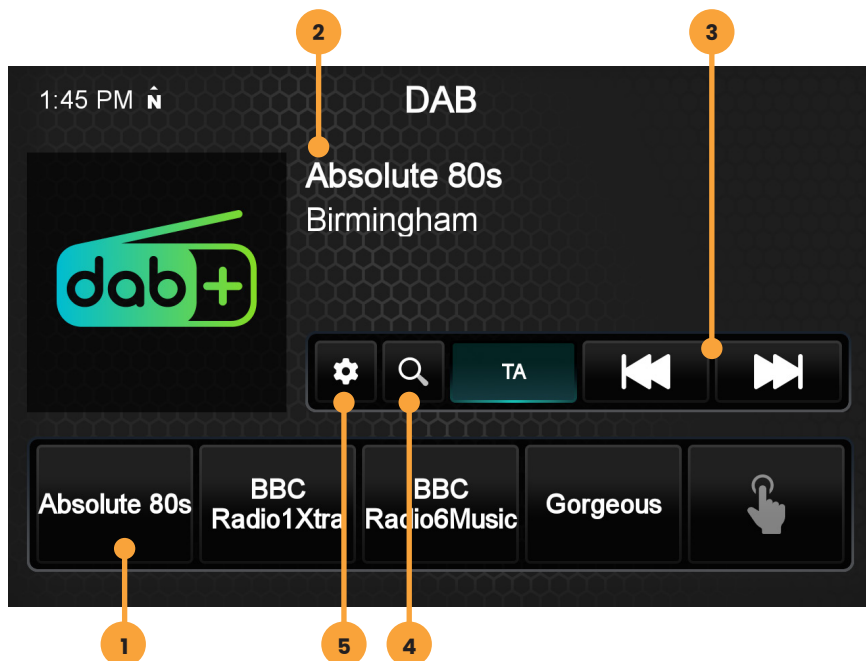 2
3
1:45 PM N
DAB
Absolute 80s
Birmingham
dab+
TA
Absolute 80s
BBC
Radio1Xtra
BBC
Radio6Music
Gorgeous
1
5
4